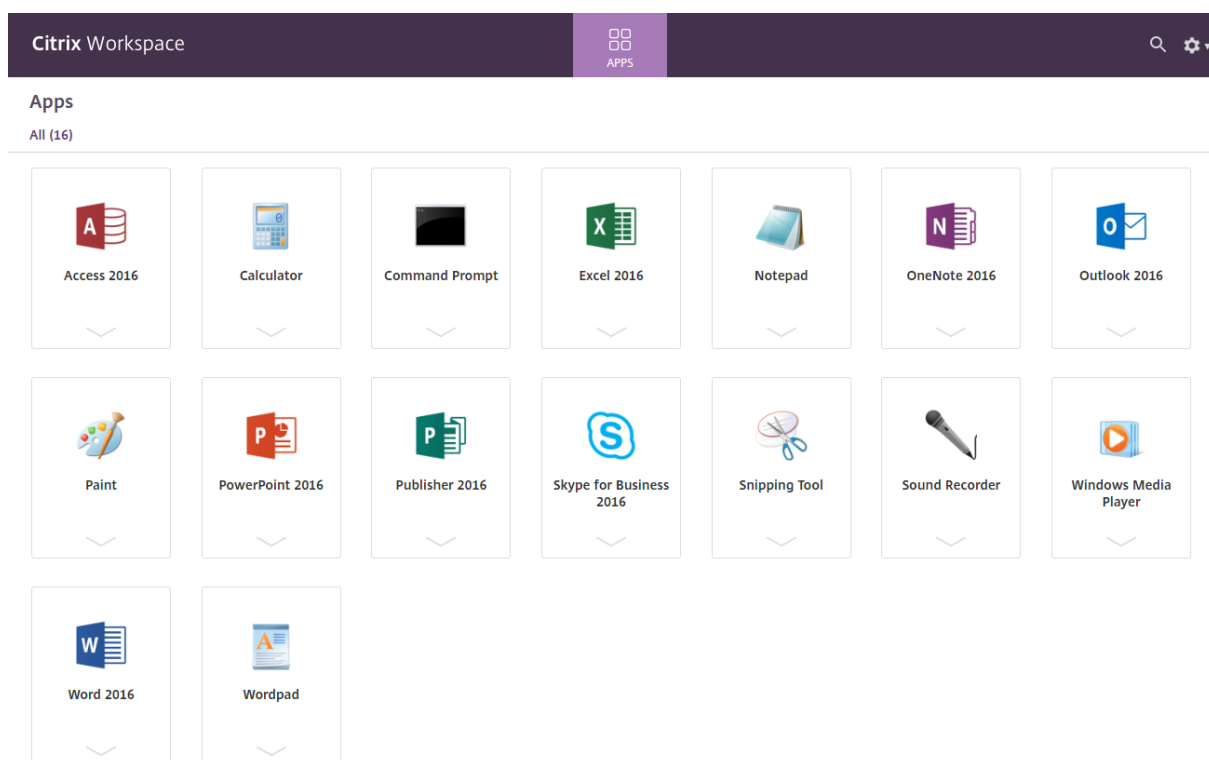 Citrix Workspace
APPS
Apps
All (16)
Access 2016
Calculator
Command Prompt
Excel 2016
Notepad
OneNote 2016
Outlook 2016
Paint
PowerPoint 2016
Publisher 2016
Skype for Business
2016
Snipping Tool
Sound Recorder
Windows Media
Player
Word 2016
Wordpad